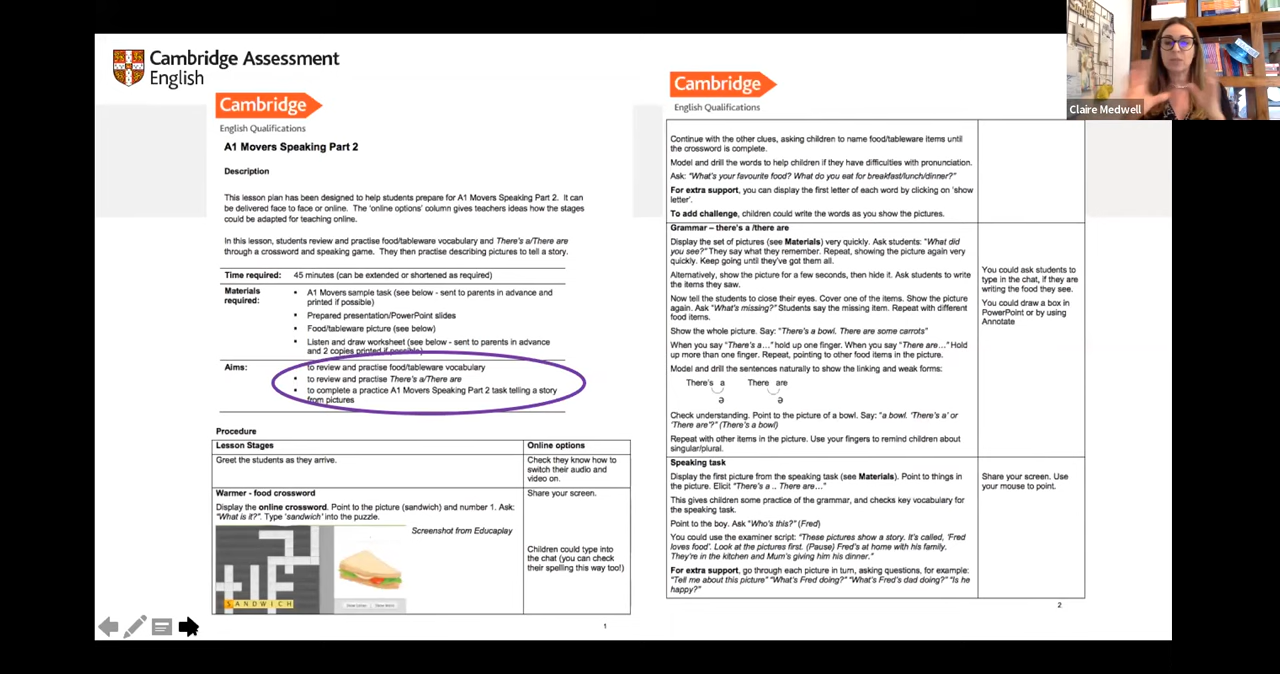 Cambridge Assessment
English
Claire Medwell
Cambridge
English Qualifications
A1 Movers Speaking Part 2
Description
This lesson plan has been designed to help students prepare for A1 Movers Speaking Part 2. It can
be delivered face to face or online. The 'online options' column gives teachers ideas how the stages
could be adapted for teaching online.
In this lesson, students review and practise food/tableware vocabulary and There's a/There are
through a crossword and speaking game. They then practise describing pictures to tell a story.
Time required: 45 minutes (can be extended or shortened as required)
Materials required:
A1 Movers sample task (see below - sent to parents in advance and
printed if possible)
Prepared presentation/PowerPoint slides
Food/tableware picture (see below)
Listen and draw worksheet (see below - sent to parents in advance
and 2 copies printed if possible)
Aims:
to review and practise food/tableware vocabulary
to review and practise There's a/There are
to complete a practice A1 Movers Speaking Part 2 task telling a story
from pictures
Procedure
Lesson Stages
Online options
Greet the students as they arrive.
Check they know how to
switch their audio and
video on.
Warmer - food crossword
Display the online crossword. Point to the picture (sandwich) and number 1. Ask:
"What is it?". Type 'sandwich' into the puzzle.
Share your screen.
Screenshot from Educaplay
Children could type into
the chat (you can check
their spelling this way too!)
SANDWICH
1
Cambridge
English Qualifications
Continue with the other clues, asking children to name food/tableware items until
the crossword is complete.
Model and drill the words to help children if they have difficulties with pronunciation.
Ask: "What's your favourite food? What do you eat for breakfast/lunch/dinner?"
For extra support, you can display the first letter of each word by clicking on 'show
letter'.
To add challenge, children could write the words as you show the pictures.
Grammar – there's a /there are
Display the set of pictures (see Materials) very quickly. Ask students: "What did
you see?" They say what they remember. Repeat, showing the picture again very
quickly. Keep going until they've got them all.
Alternatively, show the picture for a few seconds, then hide it. Ask students to write
the items they saw.
Now tell the students to close their eyes. Cover one of the items. Show the picture
again. Ask "What's missing?" Students say the missing item. Repeat with different
food items.
Show the whole picture. Say: "There's a bowl. There are some carrots"
When you say "There's a…" hold up one finger. When you say "There are…" Hold
up more than one finger. Repeat, pointing to other food items in the picture.
Model and drill the sentences naturally to show the linking and weak forms:
There's a There are
ə ə
Check understanding. Point to the picture of a bowl. Say: "a bowl. 'There's a' or
'There are'?" (There's a bowl)
Repeat with other items in the picture. Use your fingers to remind children about
singular/plural.
You could ask students to
type in the chat, if they are
writing the food they see.
You could draw a box in
PowerPoint or by using
Annotate
Speaking task
Display the first picture from the speaking task (see Materials). Point to things in
the picture. Elicit "There's a .. There are…"
This gives children some practice of the grammar, and checks key vocabulary for
the speaking task.
Point to the boy. Ask "Who's this?" (Fred)
You could use the examiner script: "These pictures show a story. It's called, 'Fred
loves food'. Look at the pictures first. (Pause) Fred's at home with his family.
They're in the kitchen and Mum's giving him his dinner."
For extra support, go through each picture in turn, asking questions, for example:
"Tell me about this picture" "What's Fred doing?" "What's Fred's dad doing?" "Is he
happy?"
Share your screen. Use
your mouse to point.
2